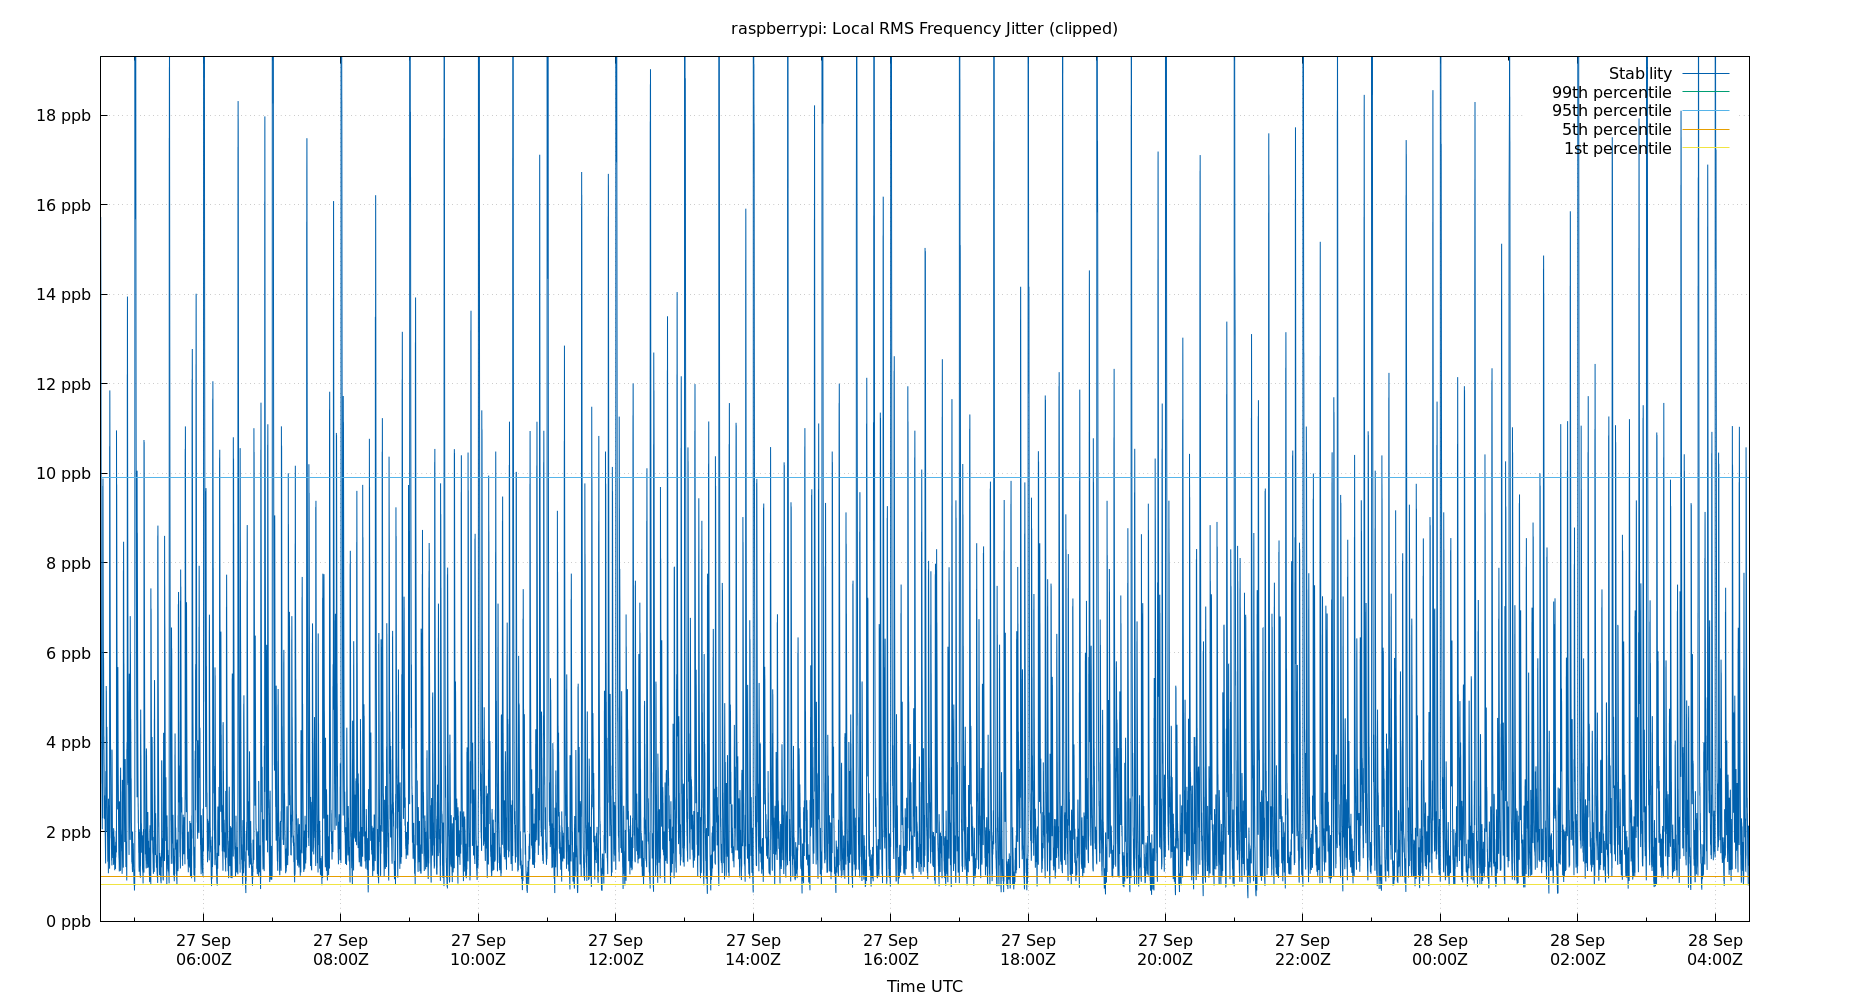 raspberrypi: Local RMS Frequency Jitter (clipped)
Stability
99th percentile
95th percentile
5th percentile
1st percentile
18 ppb
16 ppb
14 ppb
12 ppb
10 ppb
8 ppb
6 ppb
4 ppb
2 ppb
0 ppb
27 Sep 27 Sep 27 Sep 27 Sep 27 Sep 27 Sep 27 Sep 27 Sep 27 Sep 28 Sep 28 Sep 28 Sep
06:00Z 08:00Z 10:00Z 12:00Z 14:00Z 16:00Z 18:00Z 20:00Z 22:00Z 00:00Z 02:00Z 04:00Z
Time UTC